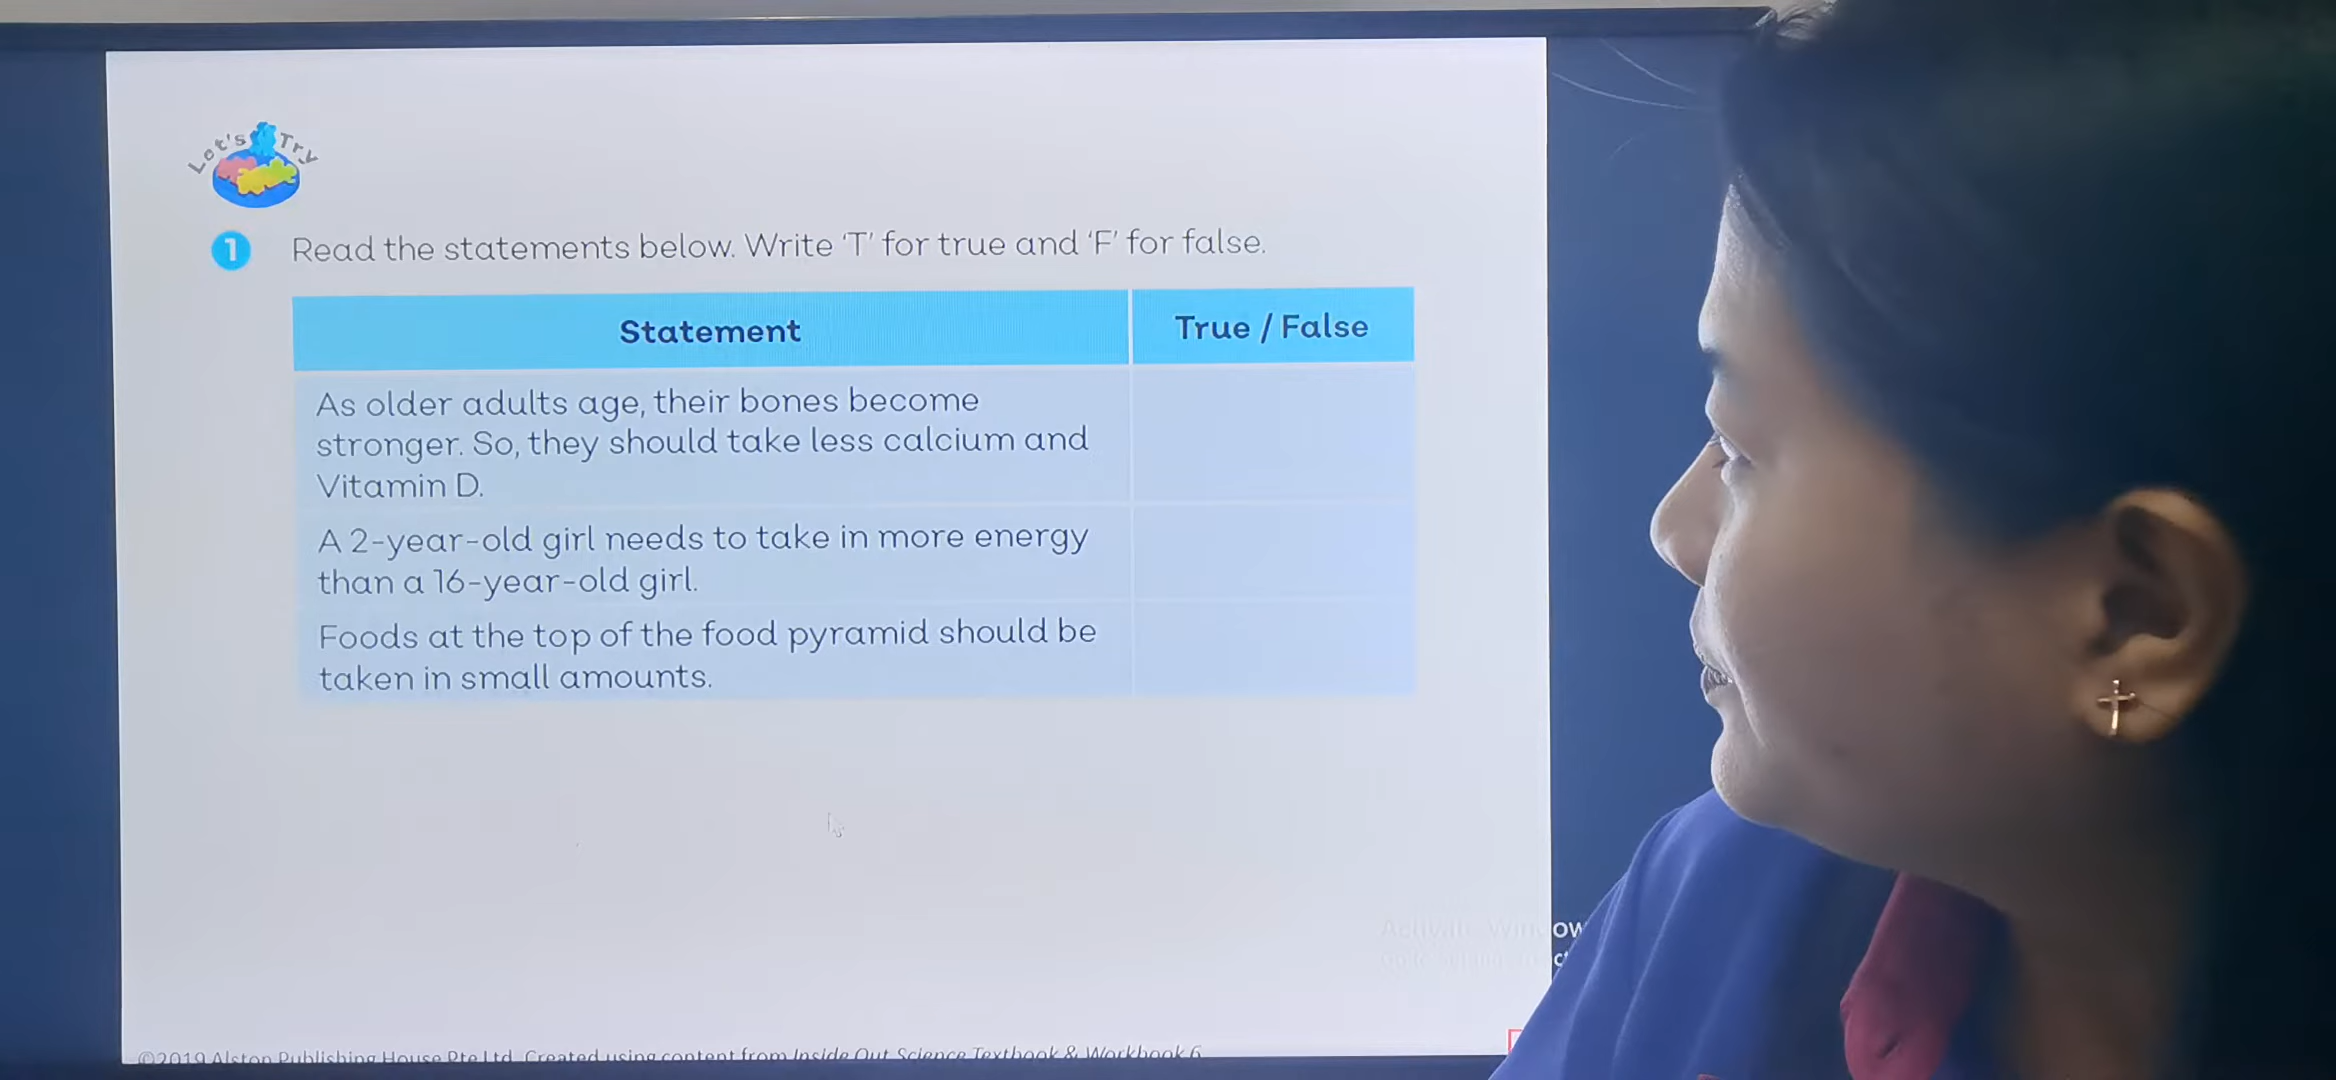 Let's Try
1 Read the statements below. Write 'T' for true and 'F' for false.
Statement
True / False
As older adults age, their bones become
stronger. So, they should take less calcium and
Vitamin D.
A 2-year-old girl needs to take in more energy
than a 16-year-old girl.
Foods at the top of the food pyramid should be
taken in small amounts.
Activate Window
©2019 Alston Publishing House Pte Ltd. Created using content from Inside Out Science Textbook & Workbook 6